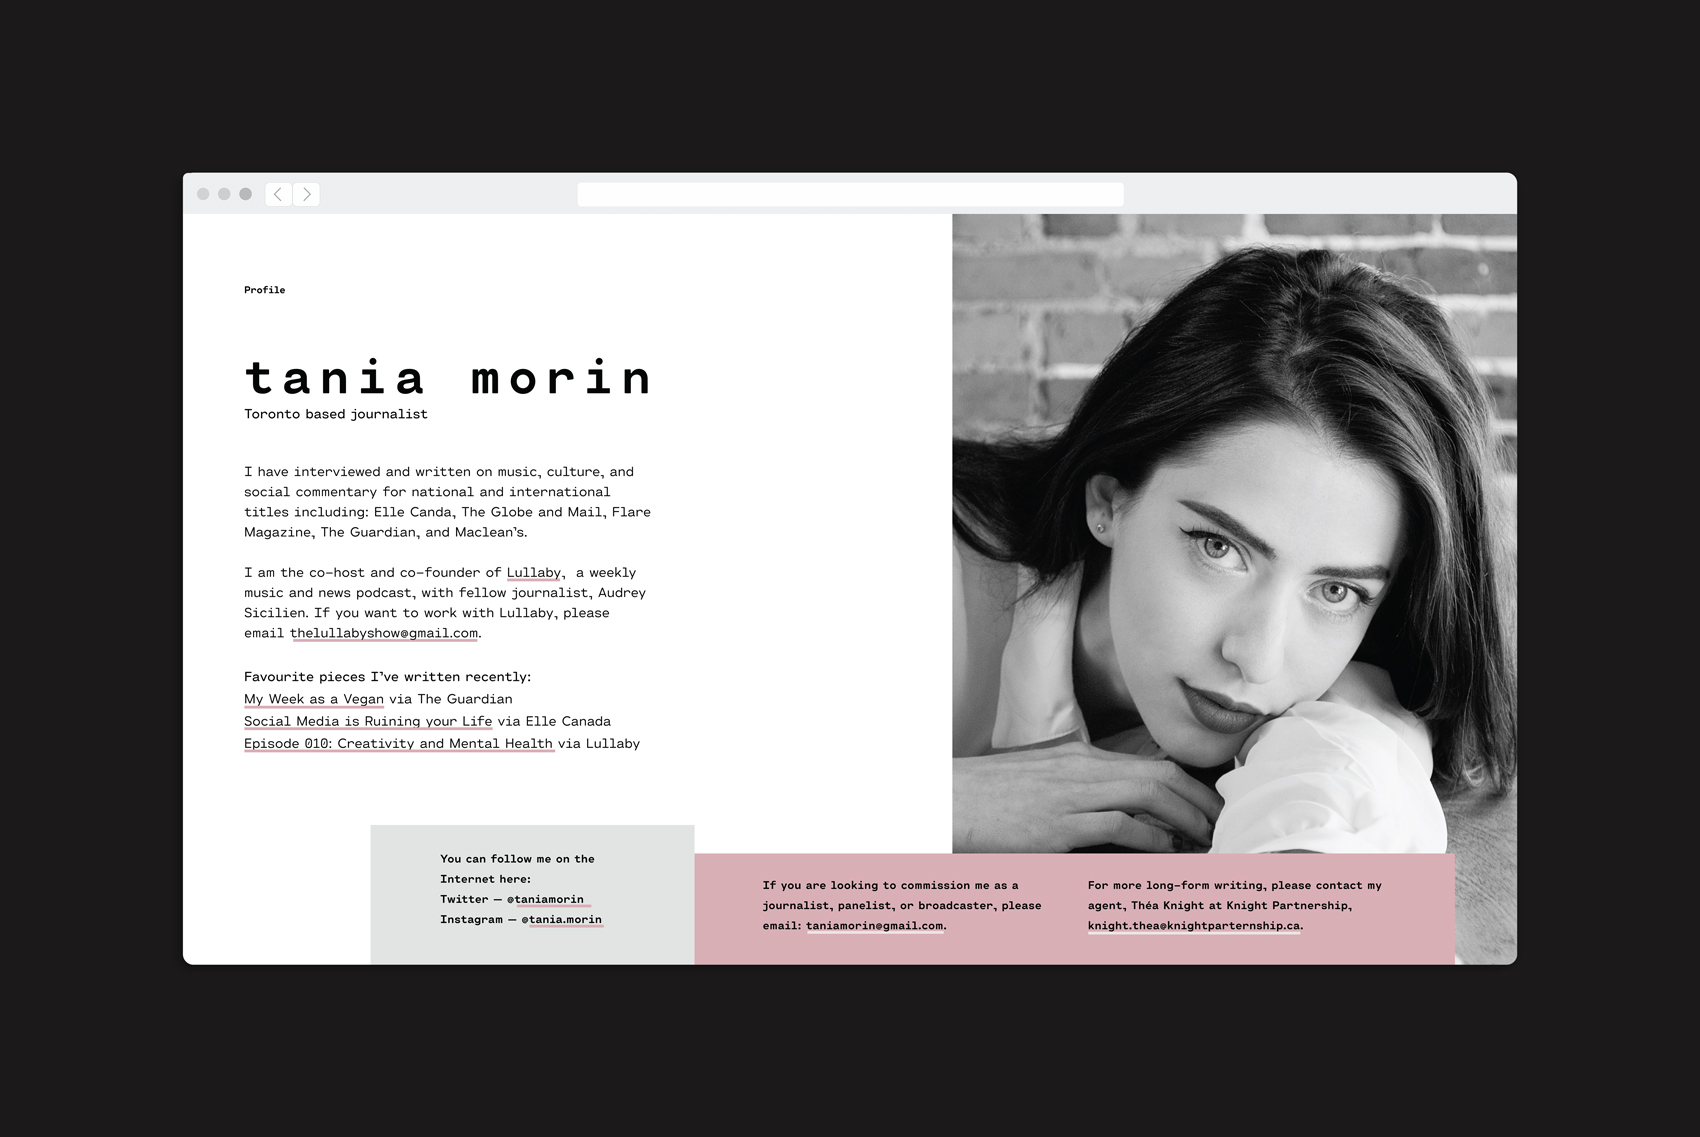 Profile
tania morin
Toronto based journalist
I have interviewed and written on music, culture, and
social commentary for national and international
titles including: Elle Canda, The Globe and Mail, Flare
Magazine, The Guardian, and Maclean's.
I am the co-host and co-founder of Lullaby, a weekly
music and news podcast, with fellow journalist, Audrey
Sicilien. If you want to work with Lullaby, please
email thelullabyshow@gmail.com.
Favourite pieces I've written recently:
My Week as a Vegan via The Guardian
Social Media is Ruining your Life via Elle Canada
Episode 010: Creativity and Mental Health via Lullaby
You can follow me on the
Internet here:
Twitter — @taniamorin
Instagram — @tania.morin
If you are looking to commission me as a
journalist, panelist, or broadcaster, please
email: taniamorin@gmail.com.
For more long-form writing, please contact my
agent, Théa Knight at Knight Partnership,
knight.thea@knightparternship.ca.